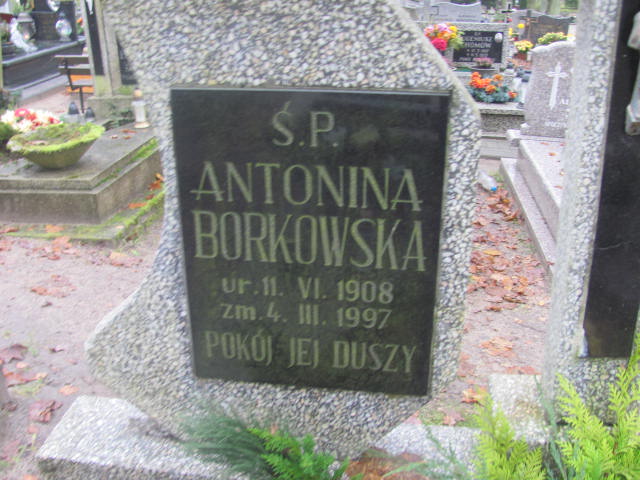 Ś.P.
ANTONINA
BORKOWSKA
ur. 11. VI. 1908
zm. 4. III. 1997
POKÓJ JEJ DUSZY